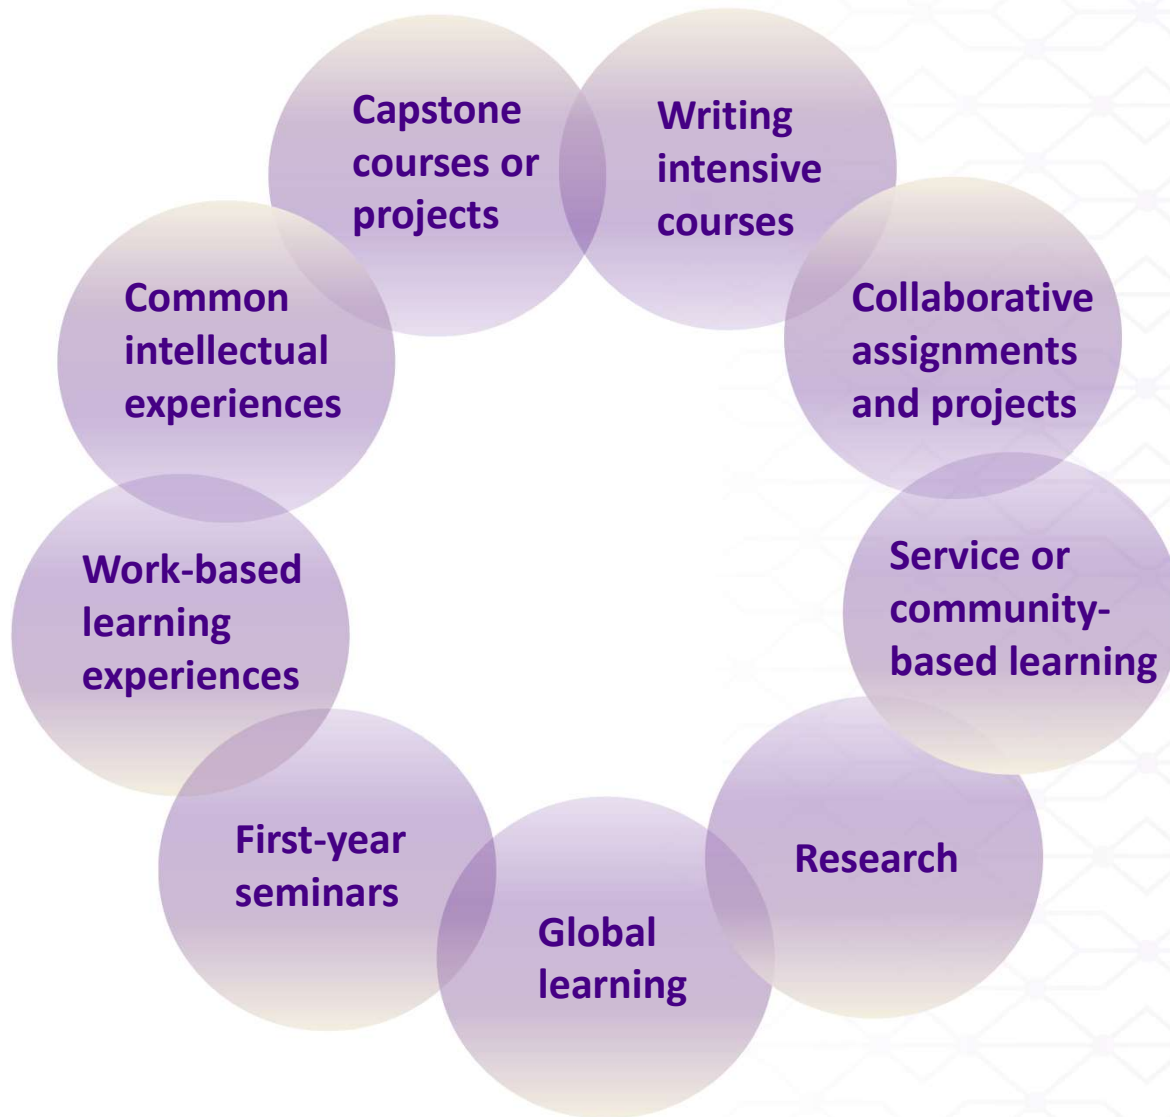 Capstone
courses or
projects
Writing
intensive
courses
Collaborative
assignments
and projects
Service or
community-
based learning
Research
Global
learning
First-year
seminars
Work-based
learning
experiences
Common
intellectual
experiences